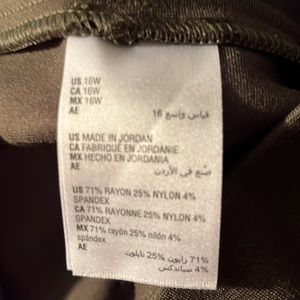 US 16W
CA 16W
MX 16W
AE قياس واسع 16
US MADE IN JORDAN
CA FABRIQUÉ EN JORDANIE
MX HECHO EN JORDANIA
AE صنع في الأردن
US 71% RAYON 25% NYLON 4%
SPANDEX
CA 71% RAYONNE 25% NYLON 4%
SPANDEX
MX 71% rayón 25% nilón 4%
spándex
AE 71% رايون 25% نايلون
4% سباندكس